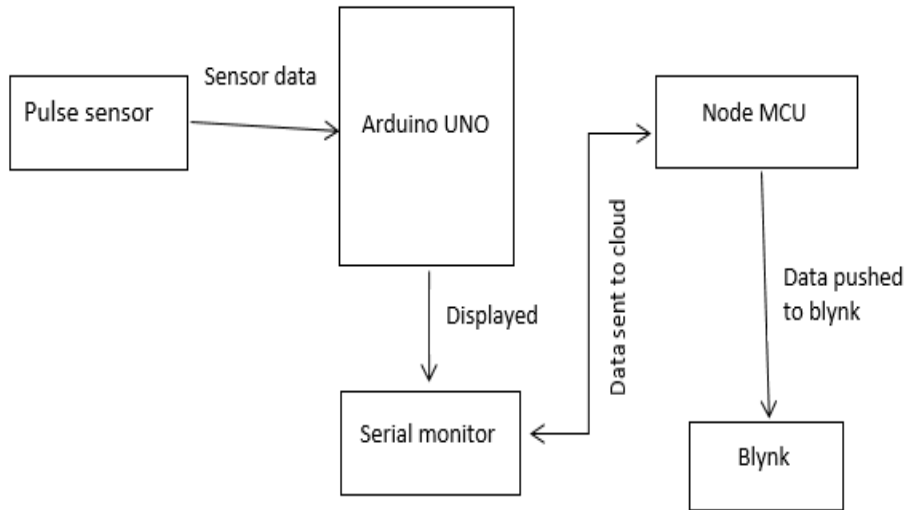 Pulse sensor
Sensor data
Arduino UNO
Node MCU
Displayed
Data sent to cloud
Data pushed
to blynk
Serial monitor
Blynk